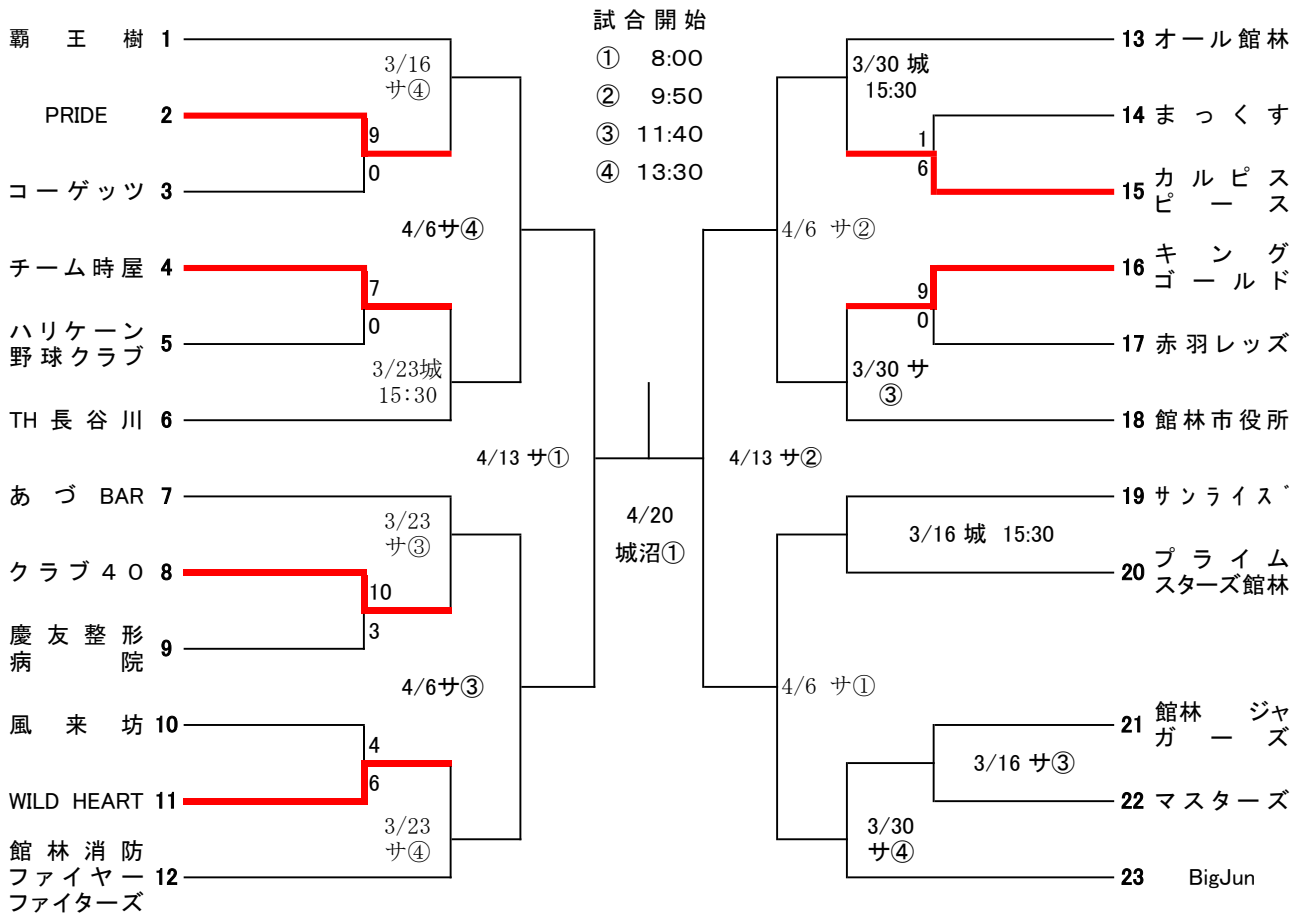 試合開始
① 8:00
② 9:50
③ 11:40
④ 13:30
覇王樹 1
3/16
サ④
PRIDE 2
9
0
コーゲッツ 3
4/6サ④
チーム時屋 4
7
0
ハリケーン
野球クラブ 5
3/23城
15:30
TH 長谷川 6
4/13 サ①
あづ BAR 7
3/23
サ③
クラブ40 8
10
3
慶友整形
病院 9
4/6サ③
風来坊 10
4
6
WILD HEART 11
3/23
サ④
館林消防
ファイヤー 12
ファイターズ
4/20
城沼①
13 オール館林
3/30 城
15:30
14 まっくす
1
6
15 カルピス
ピース
4/6 サ②
16 キング
ゴールド
9
0
17 赤羽レッズ
3/30 サ
③
18 館林市役所
4/13 サ②
19 サンライズ
3/16 城 15:30
20 プライム
スターズ館林
4/6 サ①
21 館林 ジャ
ガーズ
3/16 サ③
22 マスターズ
3/30
サ④
23 BigJun